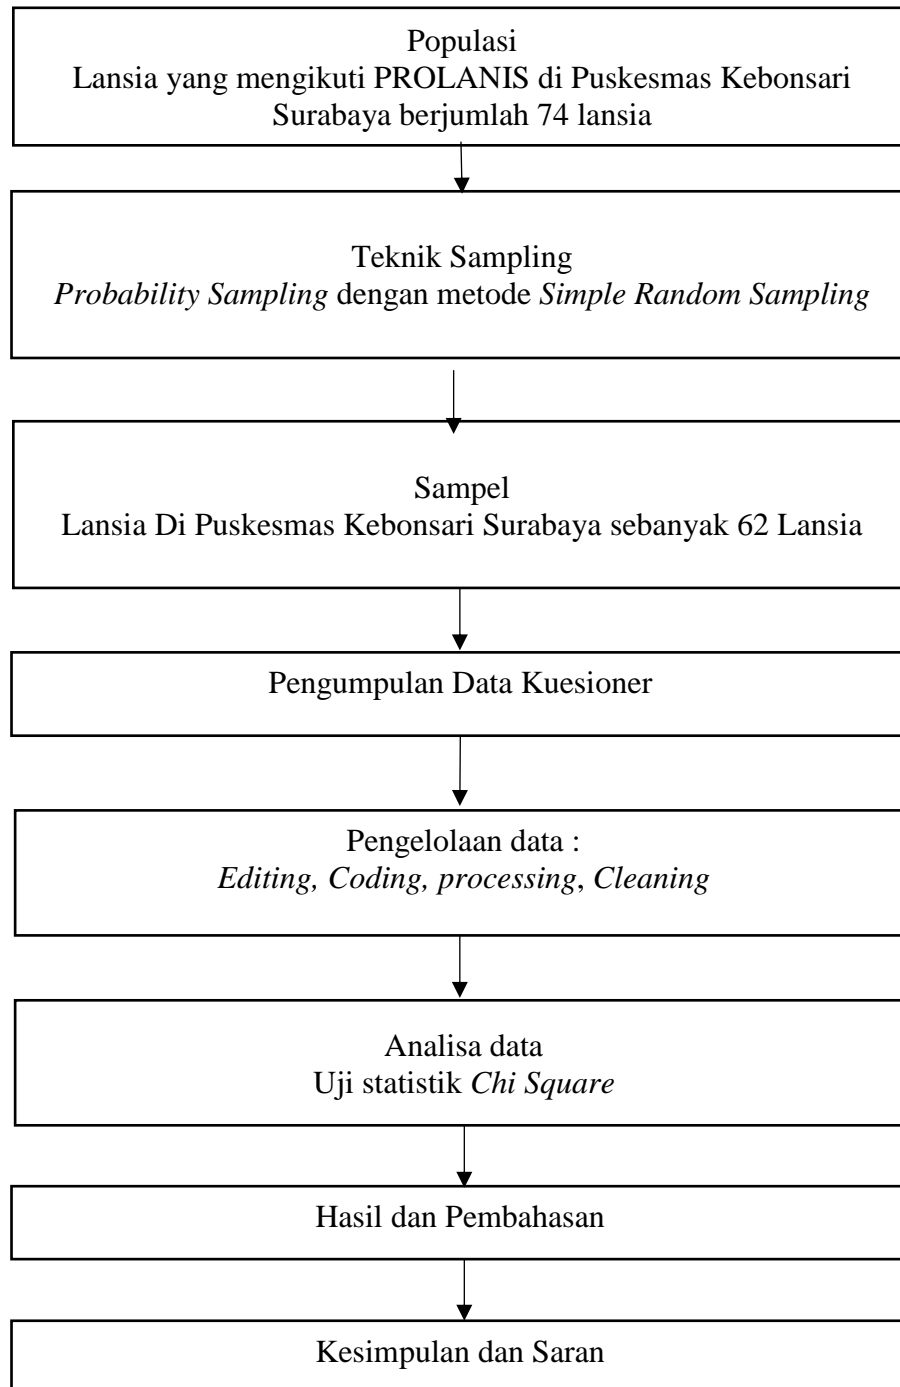 Populasi
Lansia yang mengikuti PROLANIS di Puskesmas Kebonsari
Surabaya berjumlah 74 lansia
Teknik Sampling
Probability Sampling dengan metode Simple Random Sampling
Sampel
Lansia Di Puskesmas Kebonsari Surabaya sebanyak 62 Lansia
Pengumpulan Data Kuesioner
Pengelolaan data :
Editing, Coding, processing, Cleaning
Analisa data
Uji statistik Chi Square
Hasil dan Pembahasan
Kesimpulan dan Saran